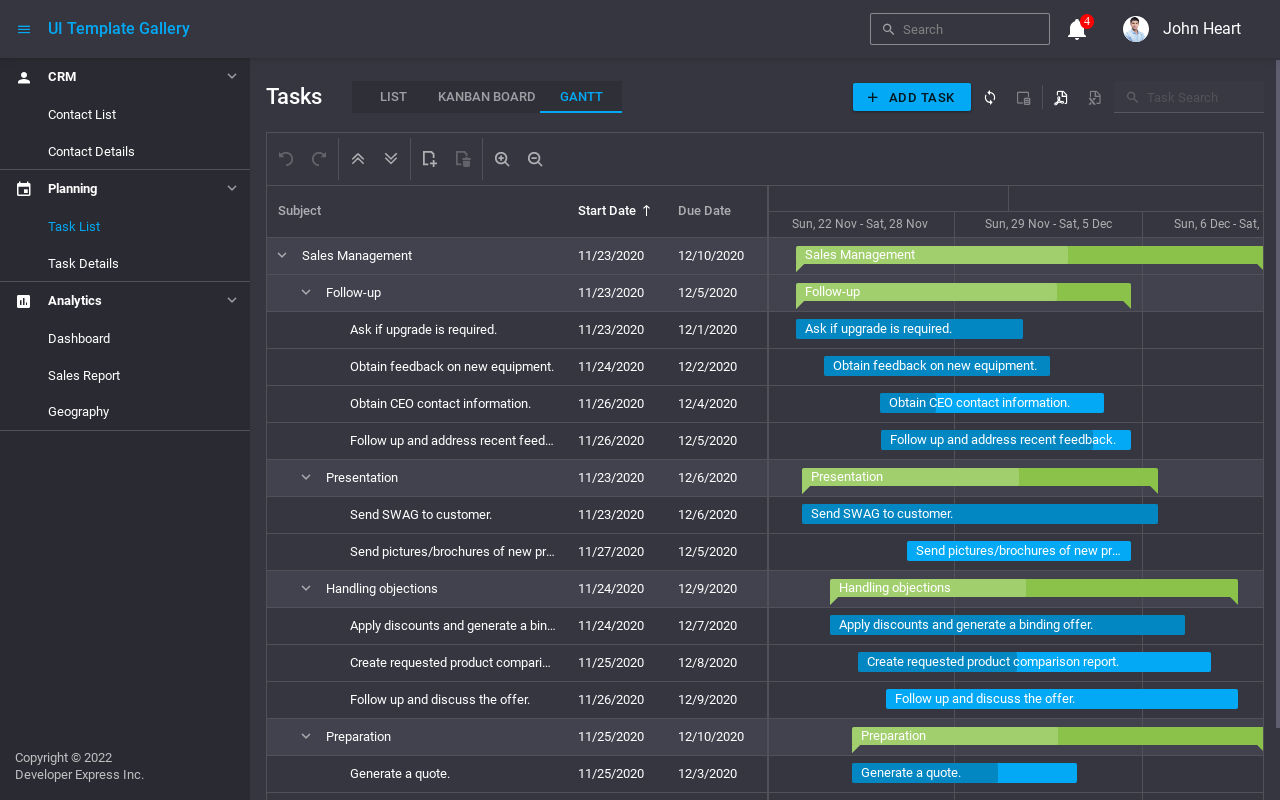 UI Template Gallery
Search
4
John Heart
CRM
Contact List
Contact Details
Planning
Task List
Task Details
Analytics
Dashboard
Sales Report
Geography
Copyright © 2022
Developer Express Inc.
Tasks
LIST
KANBAN BOARD
GANTT
ADD TASK
Task Search
Subject
Start Date
Due Date
Sun, 22 Nov - Sat, 28 Nov
Sun, 29 Nov - Sat, 5 Dec
Sun, 6 Dec - Sat,
Sales Management 11/23/2020 12/10/2020 Sales Management
Follow-up 11/23/2020 12/5/2020 Follow-up
Ask if upgrade is required. 11/23/2020 12/1/2020 Ask if upgrade is required.
Obtain feedback on new equipment. 11/24/2020 12/2/2020 Obtain feedback on new equipment.
Obtain CEO contact information. 11/26/2020 12/4/2020 Obtain CEO contact information.
Follow up and address recent feed... 11/26/2020 12/5/2020 Follow up and address recent feedback.
Presentation 11/23/2020 12/6/2020 Presentation
Send SWAG to customer. 11/23/2020 12/6/2020 Send SWAG to customer.
Send pictures/brochures of new pr... 11/27/2020 12/5/2020 Send pictures/brochures of new pr...
Handling objections 11/24/2020 12/9/2020 Handling objections
Apply discounts and generate a bin... 11/24/2020 12/7/2020 Apply discounts and generate a binding offer.
Create requested product compari... 11/25/2020 12/8/2020 Create requested product comparison report.
Follow up and discuss the offer. 11/26/2020 12/9/2020 Follow up and discuss the offer.
Preparation 11/25/2020 12/10/2020 Preparation
Generate a quote. 11/25/2020 12/3/2020 Generate a quote.